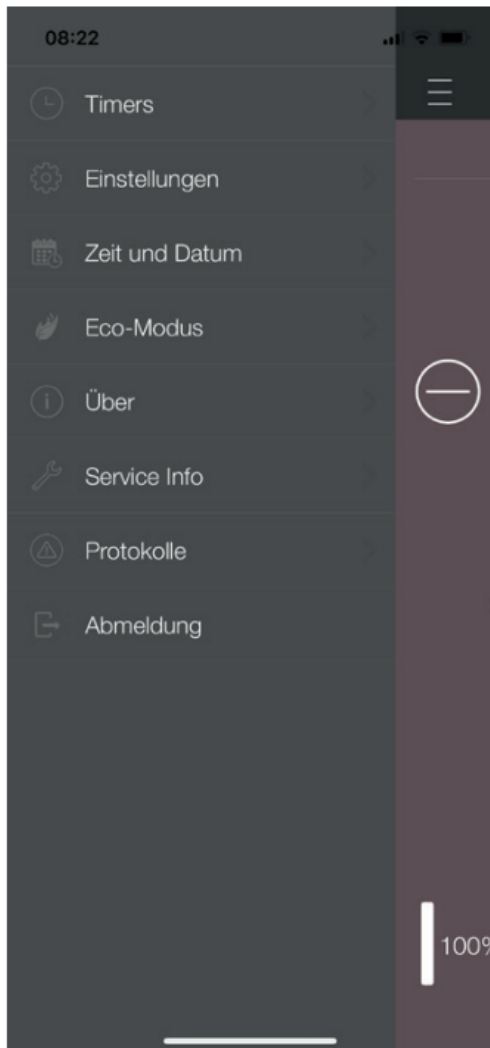 08:22
Timers
Einstellungen
Zeit und Datum
Eco-Modus
Über
Service Info
Protokolle
Abmeldung
100%